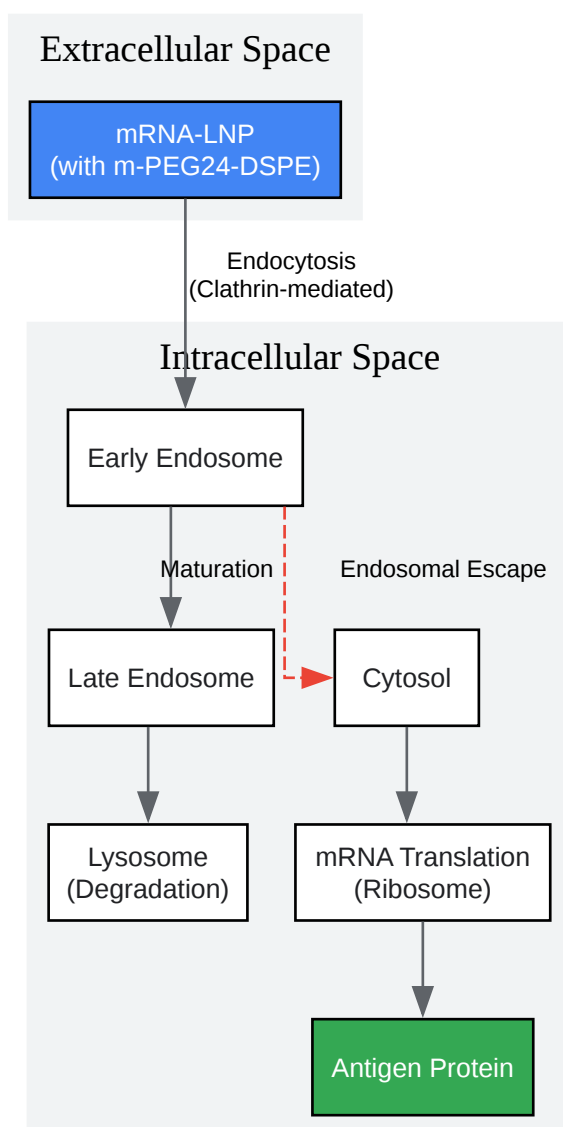 Extracellular Space
mRNA-LNP
(with m-PEG24-DSPE)
Endocytosis
(Clathrin-mediated)
Intracellular Space
Early Endosome
Maturation
Endosomal Escape
Late Endosome
Cytosol
Lysosome
(Degradation)
mRNA Translation
(Ribosome)
Antigen Protein